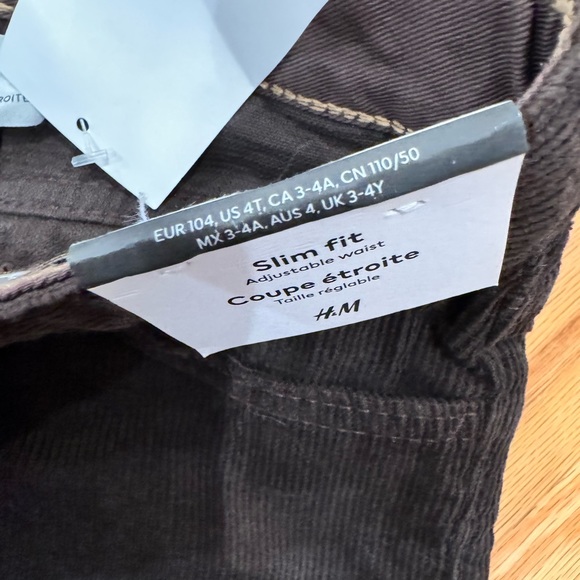 EUR 104, US 4T, CA 3-4A, CN 110/50
MX 3-4A, AUS 4, UK 3-4Y
Slim fit
Adjustable waist
Coupe étroite
Taille réglable
H&M